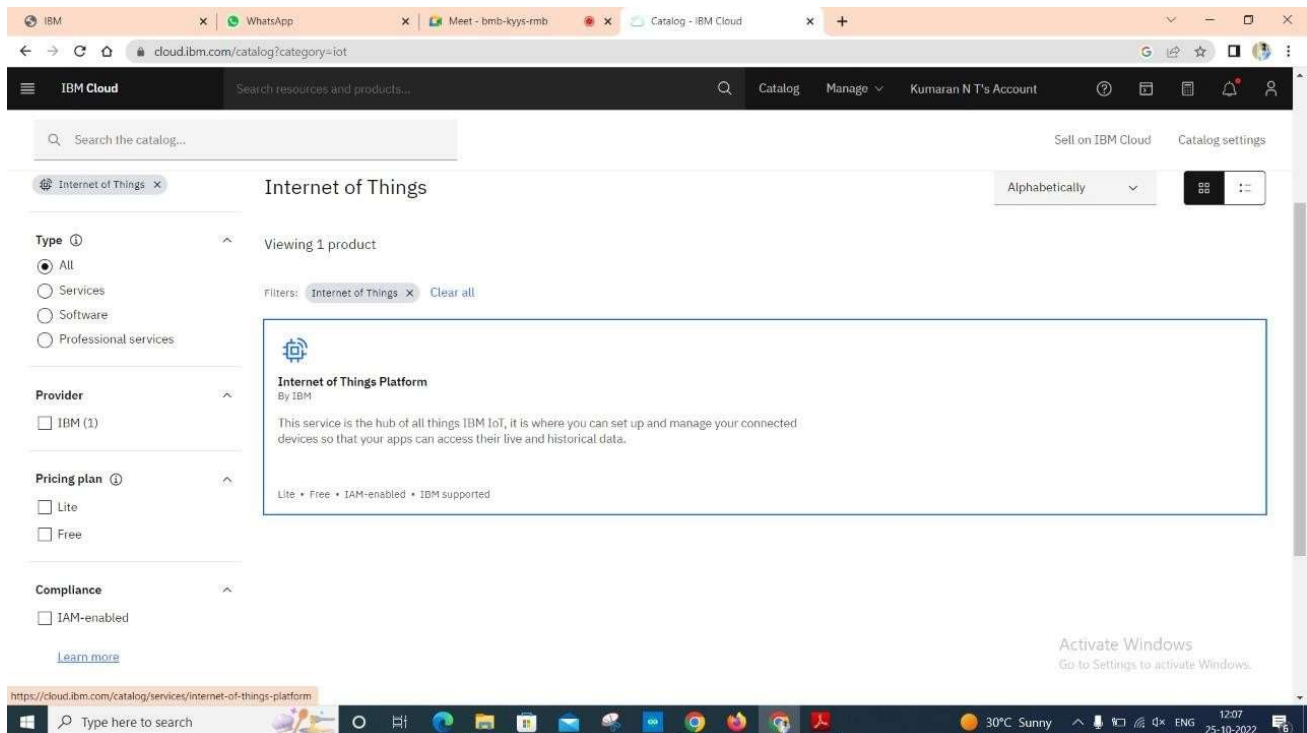 IBM
WhatsApp
Meet - bmb-kyys-rmb
Catalog - IBM Cloud
cloud.ibm.com/catalog?category=iot
IBM Cloud
Search resources and products...
Catalog
Manage
Kumaran N T's Account
Search the catalog...
Sell on IBM Cloud
Catalog settings
Internet of Things
Internet of Things
Alphabetically
Type
All
Services
Software
Professional services
Viewing 1 product
Filters: Internet of Things Clear all
Internet of Things Platform
By IBM
This service is the hub of all things IBM IoT, it is where you can set up and manage your connected
devices so that your apps can access their live and historical data.
Lite • Free • IAM-enabled • IBM supported
Provider
IBM (1)
Pricing plan
Lite
Free
Compliance
IAM-enabled
Learn more
Activate Windows
Go to Settings to activate Windows.
https://cloud.ibm.com/catalog/services/internet-of-things-platform
Type here to search
30°C Sunny
ENG
12:07
25-10-2022